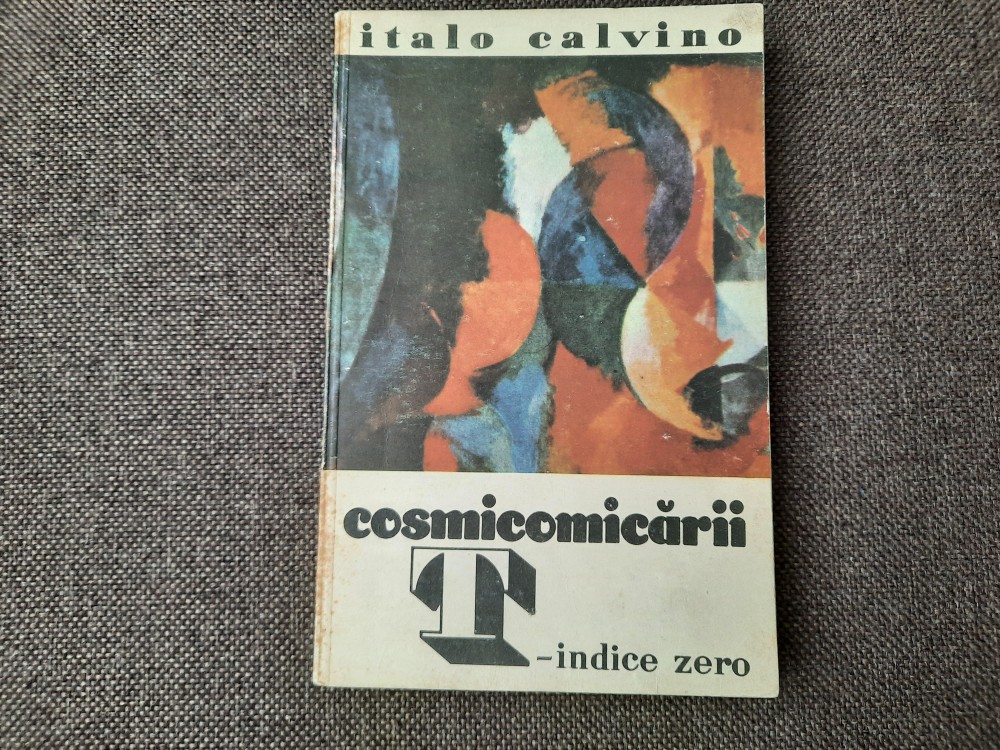 italo calvino
cosmicomicării
T
-indice zero